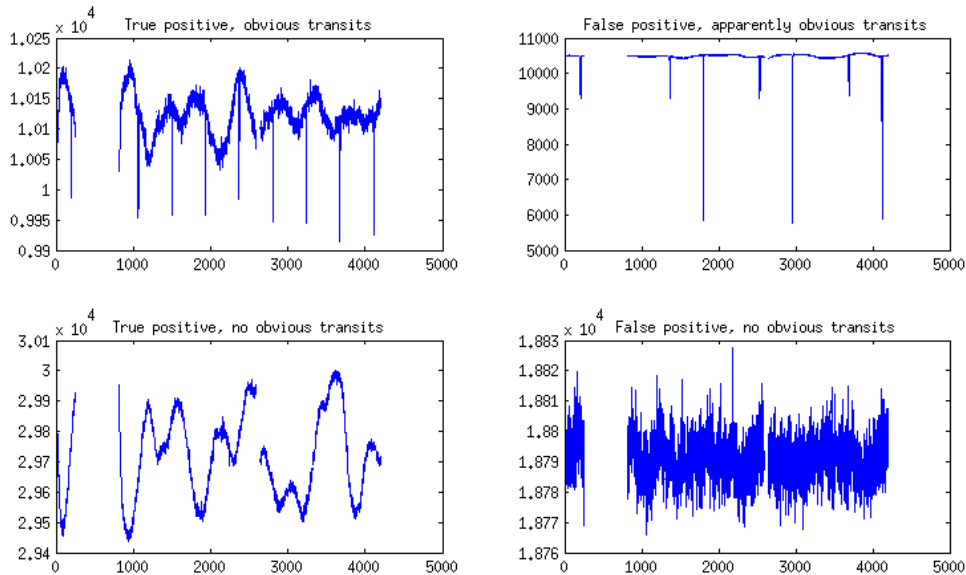 True positive, obvious transits
x 10^4
1.025
1.02
1.015
1.01
1.005
1
0.995
0.99
0 1000 2000 3000 4000 5000
False positive, apparently obvious transits
11000
10000
9000
8000
7000
6000
5000
0 1000 2000 3000 4000 5000
True positive, no obvious transits
x 10^4
3.01
3
2.99
2.98
2.97
2.96
2.95
2.94
0 1000 2000 3000 4000 5000
False positive, no obvious transits
x 10^4
1.883
1.882
1.881
1.88
1.879
1.878
1.877
1.876
0 1000 2000 3000 4000 5000